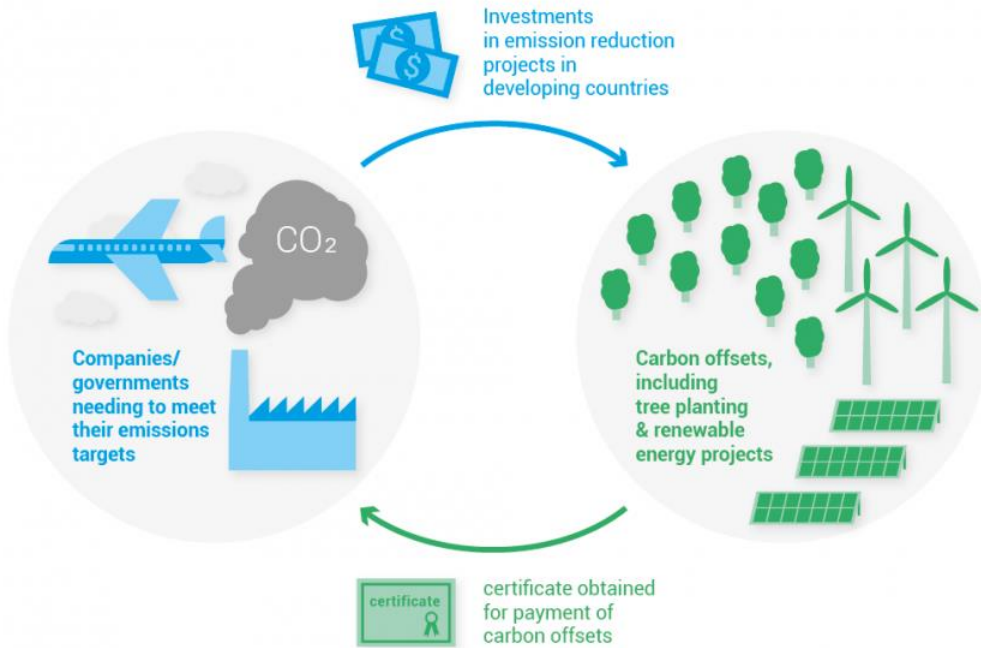 Investments
in emission reduction
projects in
developing countries
$
$
CO₂
Companies/
governments
needing to meet
their emissions
targets
Carbon offsets,
including
tree planting
& renewable
energy projects
certificate
certificate obtained
for payment of
carbon offsets